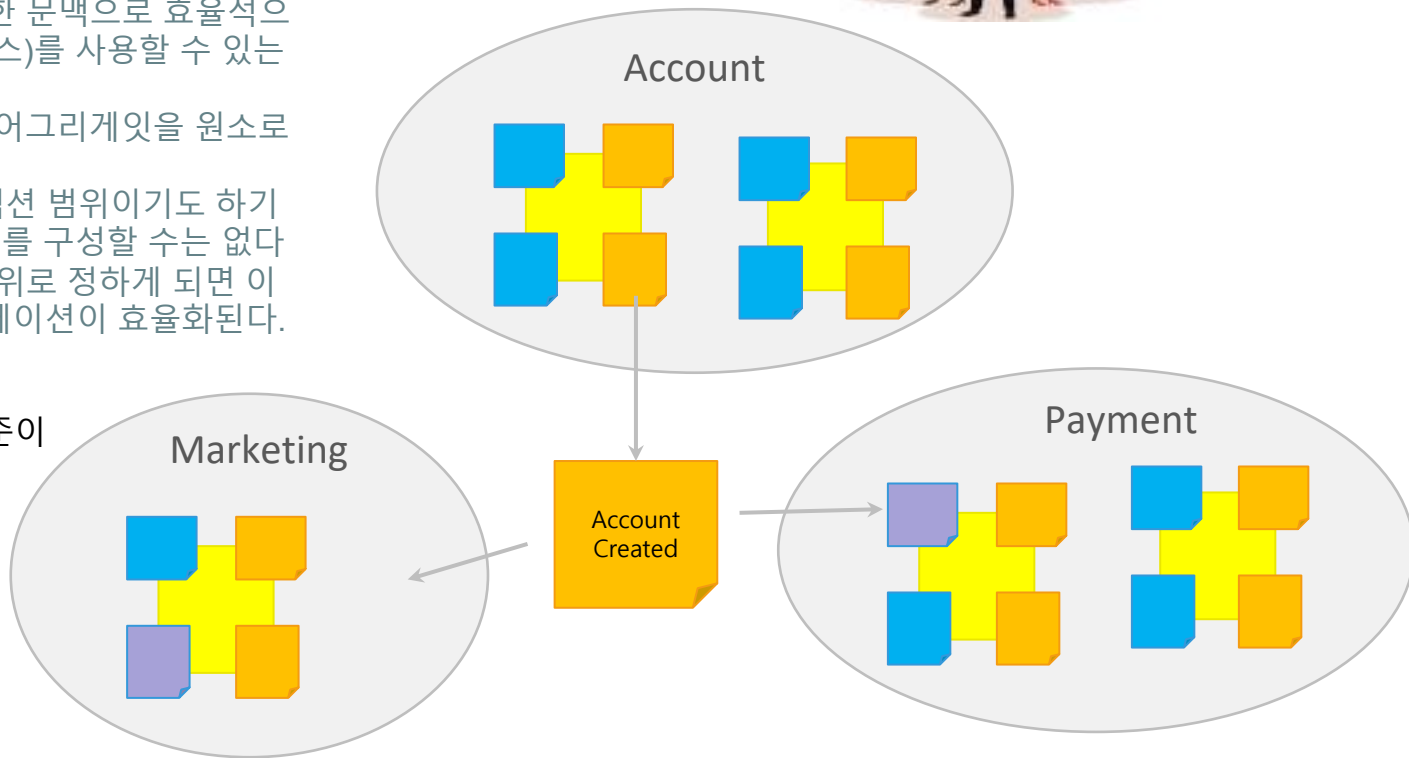 한 문맥으로 효율적으
스)를 사용할 수 있는
어그리게잇을 원소로
션 범위이기도 하기
를 구성할 수는 없다
위로 정하게 되면 이
이션이 효율화된다.
준이
Account
Marketing
Payment
Account
Created